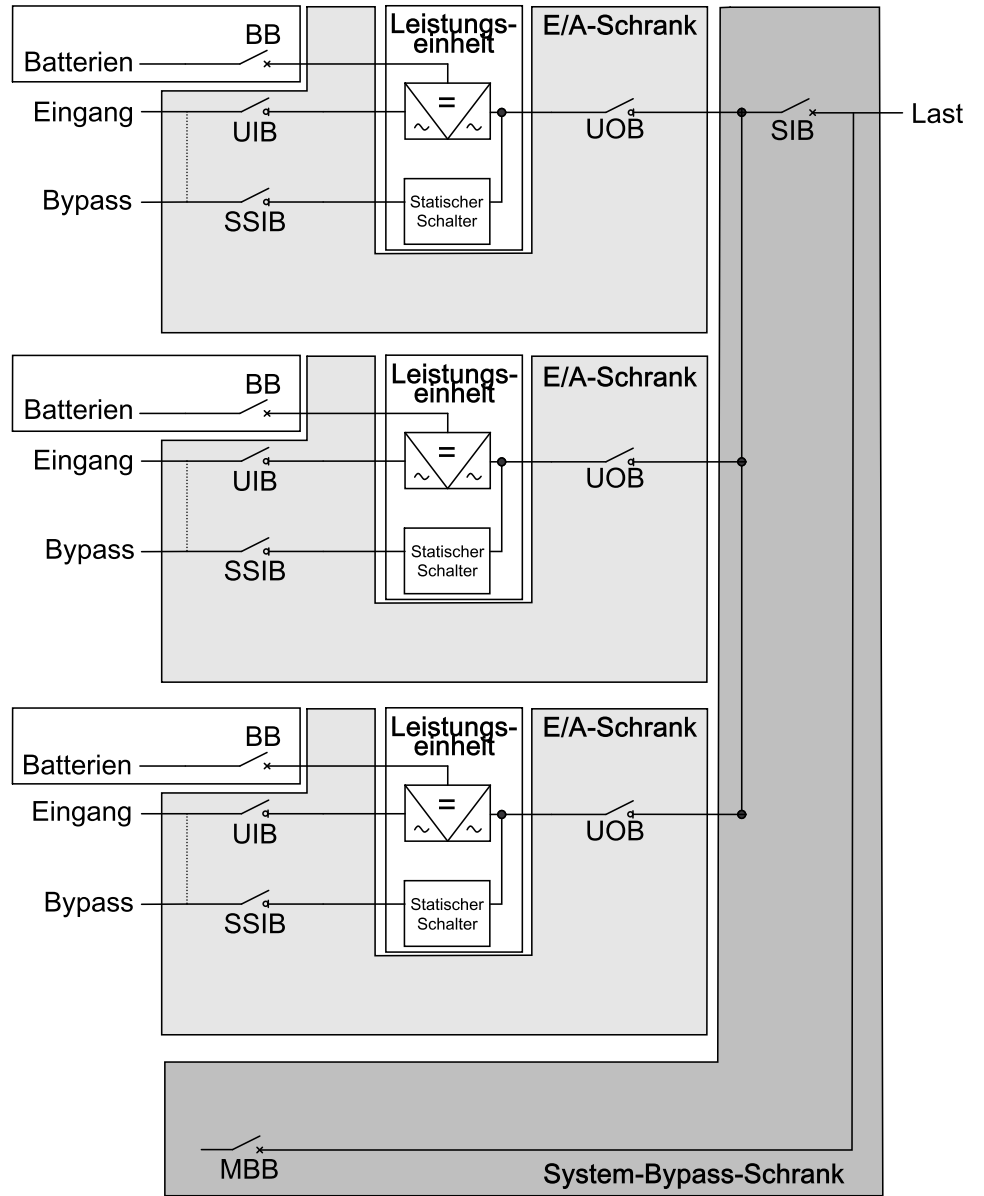 Leistungs-
einheit
E/A-Schrank
BB
Batterien
Eingang
UIB
=
~ ~
UOB
SIB
Last
Bypass
SSIB
Statischer
Schalter
Leistungs-
einheit
E/A-Schrank
BB
Batterien
Eingang
UIB
=
~ ~
UOB
Bypass
SSIB
Statischer
Schalter
Leistungs-
einheit
E/A-Schrank
BB
Batterien
Eingang
UIB
=
~ ~
UOB
Bypass
SSIB
Statischer
Schalter
MBB
System-Bypass-Schrank